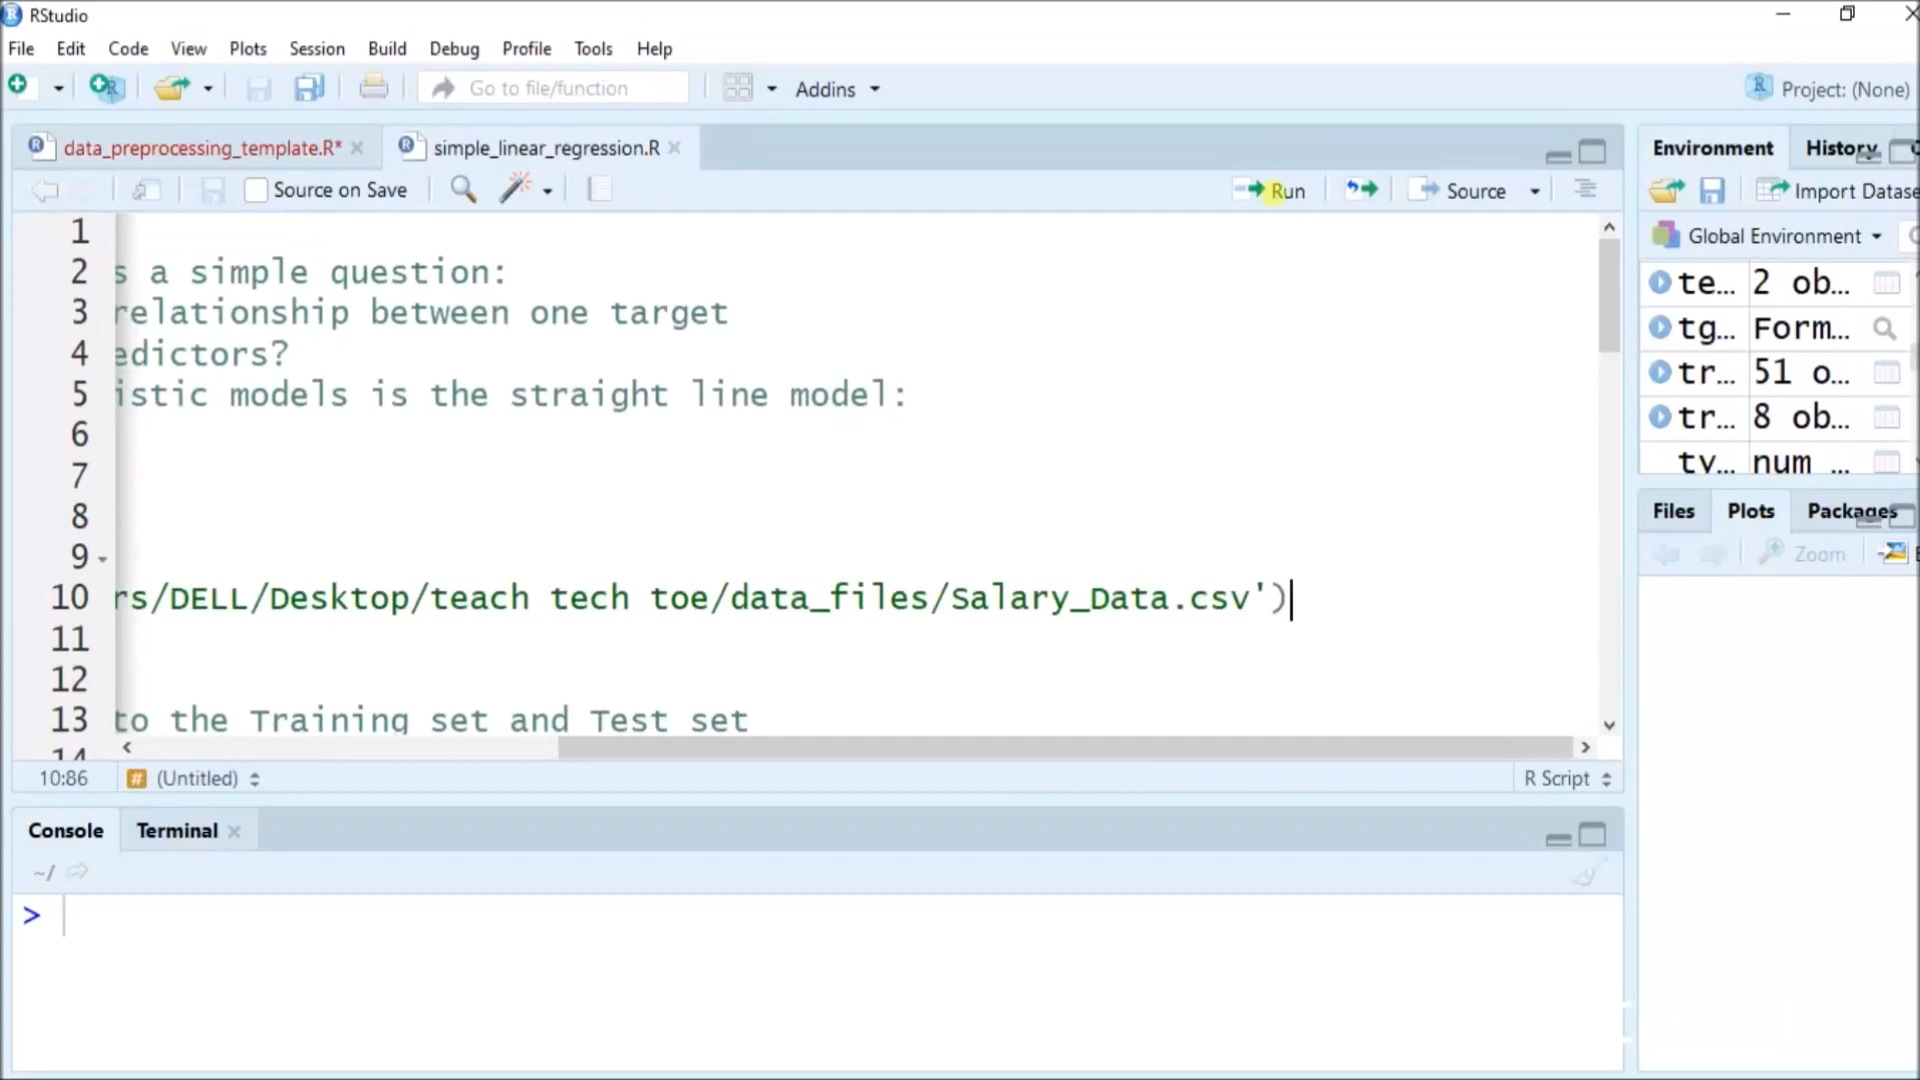 RStudio
File Edit Code View Plots Session Build Debug Profile Tools Help
Go to file/function Addins Project: (None)
data_preprocessing_template.R* simple_linear_regression.R
Source on Save Run Source
1
2 s a simple question:
3 relationship between one target
4 edictors?
5 istic models is the straight line model:
6
7
8
9
10 rs/DELL/Desktop/teach tech toe/data_files/Salary_Data.csv')
11
12
13 to the Training set and Test set
14
10:86 # (Untitled) R Script
Console Terminal
~/
>
Environment History
Import Datase
Global Environment
te... 2 ob...
tg... Form...
tr... 51 o...
tr... 8 ob...
ty... num ...
Files Plots Packages
Zoom